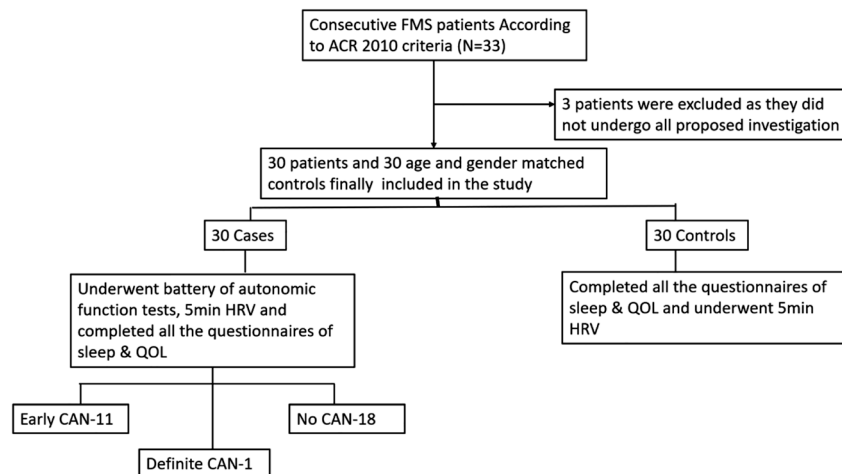 Consecutive FMS patients According
to ACR 2010 criteria (N=33)
3 patients were excluded as they did
not undergo all proposed investigation
30 patients and 30 age and gender matched
controls finally included in the study
30 Cases
30 Controls
Underwent battery of autonomic
function tests, 5min HRV and
completed all the questionnaires of
sleep & QOL
Completed all the questionnaires of
sleep & QOL and underwent 5min
HRV
Early CAN-11
No CAN-18
Definite CAN-1